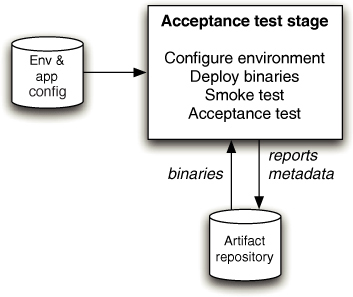 Acceptance test stage
Env &
app
config
Configure environment
Deploy binaries
Smoke test
Acceptance test
binaries
reports
metadata
Artifact
repository